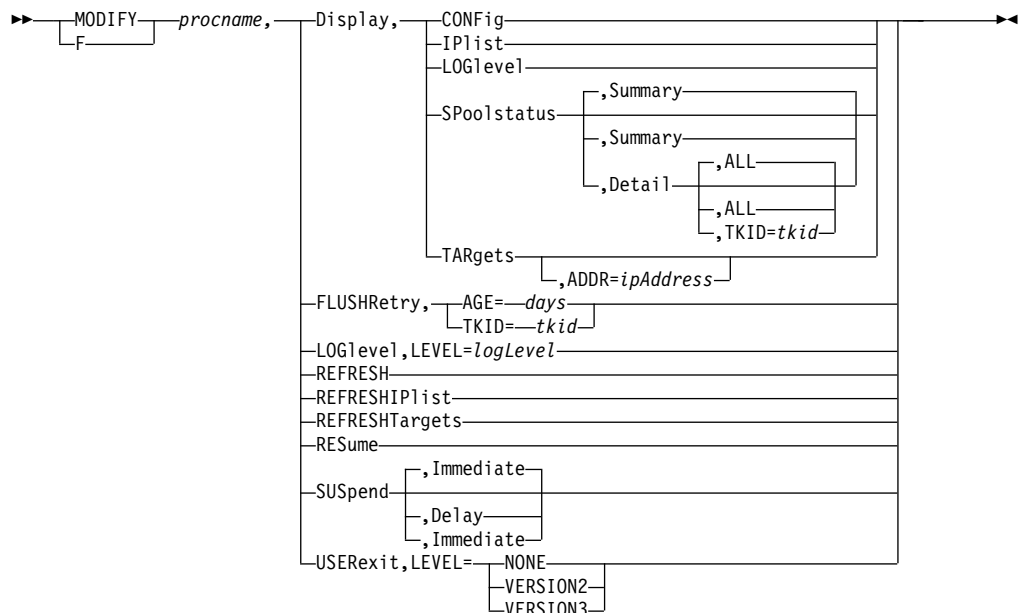 MODIFY procname, Display, CONFig
F IPlist
LOGlevel
,Summary
SPoolstatus
,Summary
,ALL
,Detail
,ALL
,TKID=tkid
TARgets
,ADDR=ipAddress
FLUSHRetry, AGE= days
TKID= tkid
LOGlevel,LEVEL=logLevel
REFRESH
REFRESHIPlist
REFRESHTargets
RESume
,Immediate
SUSpend
,Delay
,Immediate
USERexit,LEVEL= NONE
VERSION2
VERSION3